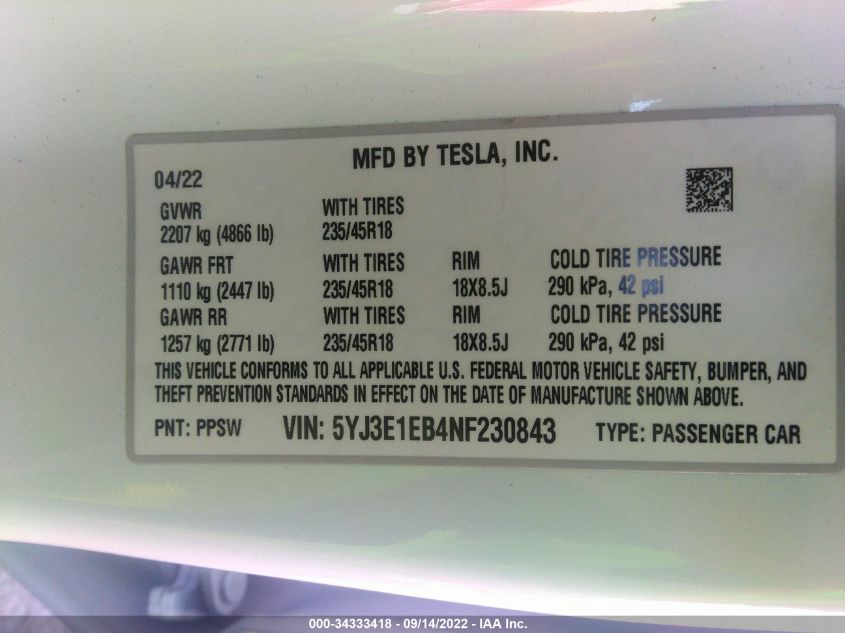 MFD BY TESLA, INC.
04/22
GVWR WITH TIRES
2207 kg (4866 lb) 235/45R18
GAWR FRT WITH TIRES RIM COLD TIRE PRESSURE
1110 kg (2447 lb) 235/45R18 18X8.5J 290 kPa, 42 psi
GAWR RR WITH TIRES RIM COLD TIRE PRESSURE
1257 kg (2771 lb) 235/45R18 18X8.5J 290 kPa, 42 psi
THIS VEHICLE CONFORMS TO ALL APPLICABLE U.S. FEDERAL MOTOR VEHICLE SAFETY, BUMPER, AND
THEFT PREVENTION STANDARDS IN EFFECT ON THE DATE OF MANUFACTURE SHOWN ABOVE.
PNT: PPSW VIN: 5YJ3E1EB4NF230843 TYPE: PASSENGER CAR
000-34333418 - 09/14/2022 - IAA Inc.